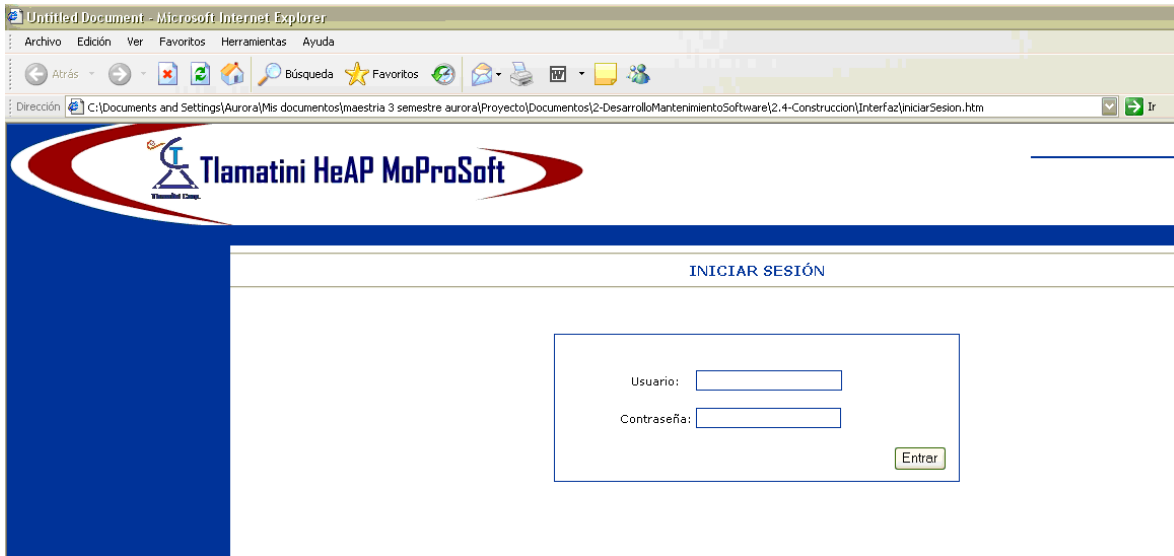 Untitled Document - Microsoft Internet Explorer
Archivo Edición Ver Favoritos Herramientas Ayuda
Atrás Búsqueda Favoritos
Dirección C:\Documents and Settings\Aurora\Mis documentos\maestria 3 semestre aurora\Proyecto\Documentos\2-DesarrolloMantenimientoSoftware\2.4-Construccion\Interfaz\iniciarSesion.htm Ir
Tlamatini HeAP MoProSoft
Tlamatini Corp.
INICIAR SESIÓN
Usuario:
Contraseña:
Entrar